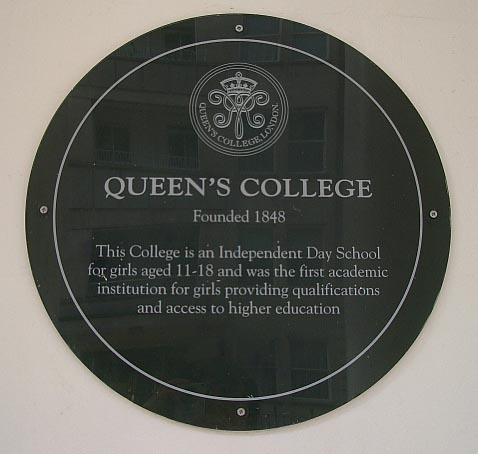 QUEEN'S COLLEGE, LONDON.
QUEEN'S COLLEGE
Founded 1848
This College is an Independent Day School
for girls aged 11-18 and was the first academic
institution for girls providing qualifications
and access to higher education